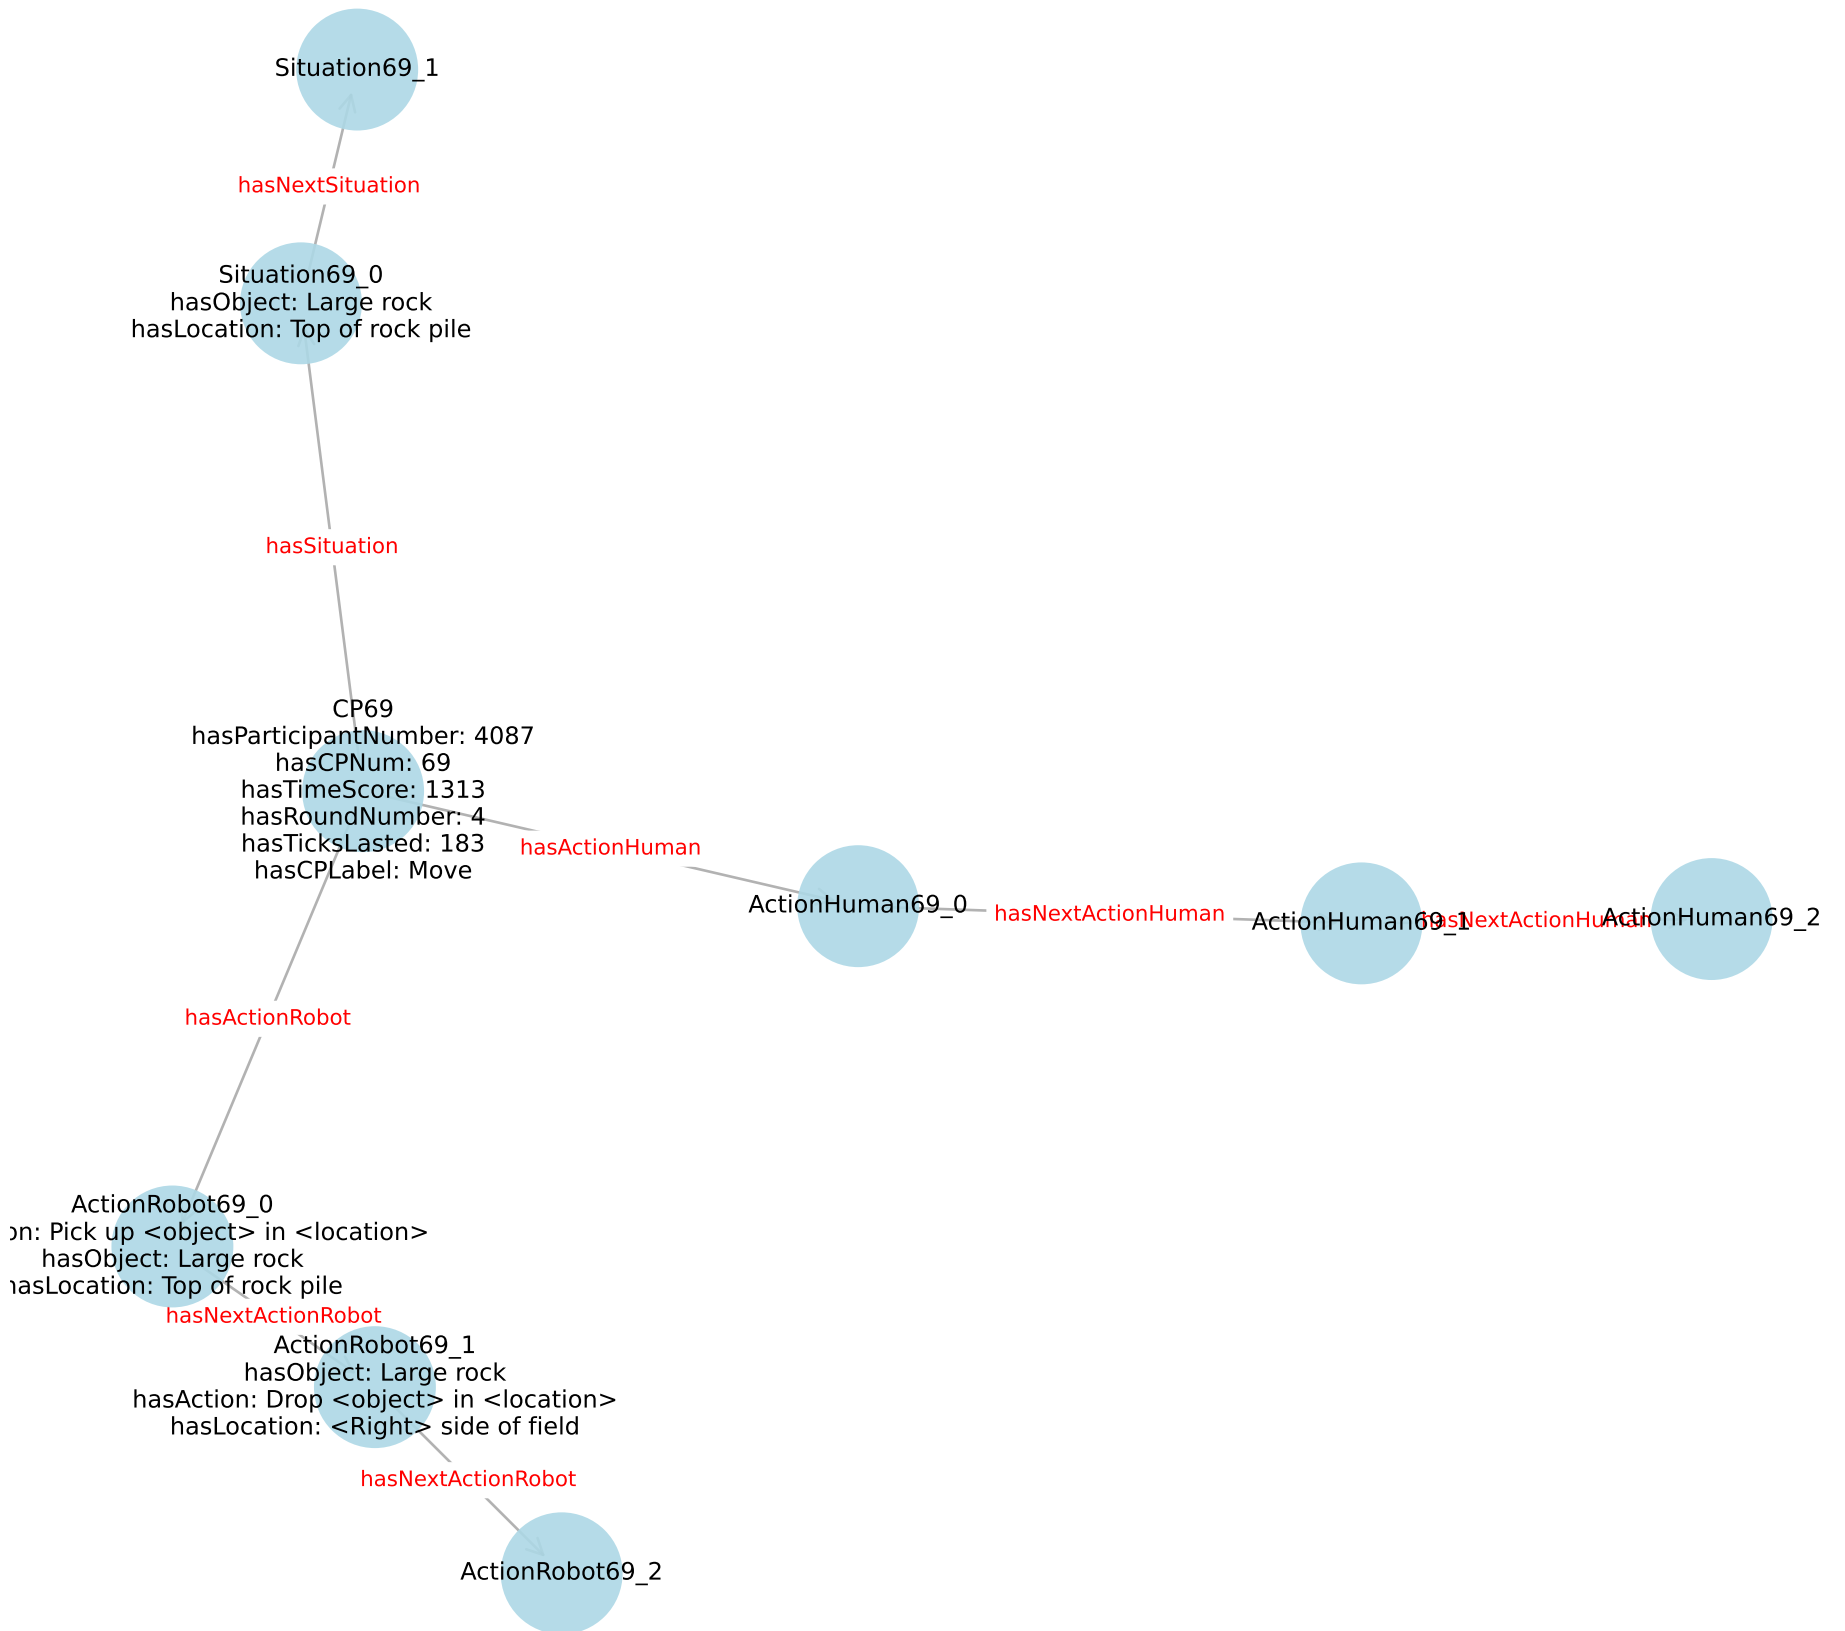 Situation69_1
hasNextSituation
Situation69_0
hasObject: Large rock
hasLocation: Top of rock pile
hasSituation
CP69
hasParticipantNumber: 4087
hasCPNum: 69
hasTimeScore: 1313
hasRoundNumber: 4
hasTicksLasted: 183
hasCPLabel: Move
hasActionHuman
ActionHuman69_0
hasNextActionHuman
ActionHuman69_1
hasNextActionHuman
ActionHuman69_2
hasActionRobot
ActionRobot69_0
on: Pick up <object> in <location>
hasObject: Large rock
hasLocation: Top of rock pile
hasNextActionRobot
ActionRobot69_1
hasObject: Large rock
hasAction: Drop <object> in <location>
hasLocation: <Right> side of field
hasNextActionRobot
ActionRobot69_2